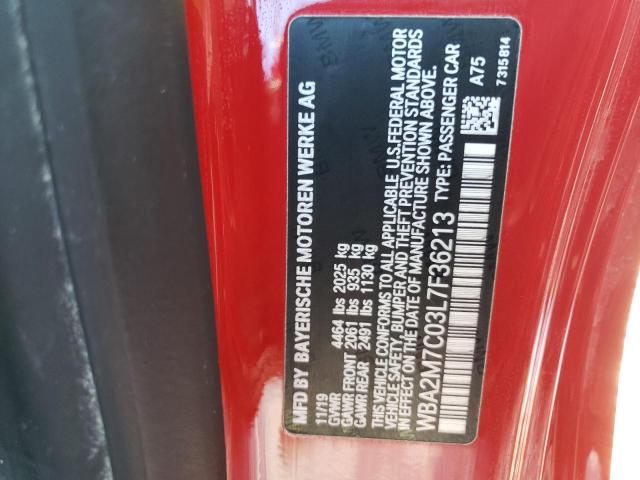 MFD BY BAYERISCHE MOTOREN WERKE AG
11/19
GVWR 4464 lbs 2025 kg
GAWR FRONT 2061 lbs 935 kg
GAWR REAR 2491 lbs 1130 kg
THIS VEHICLE CONFORMS TO ALL APPLICABLE U.S.FEDERAL MOTOR
VEHICLE SAFETY, BUMPER AND THEFT PREVENTION STANDARDS
IN EFFECT ON DATE OF MANUFACTURE SHOWN ABOVE.
WBA2M7C03L7F36213 TYPE: PASSENGER CAR
A75
7315814